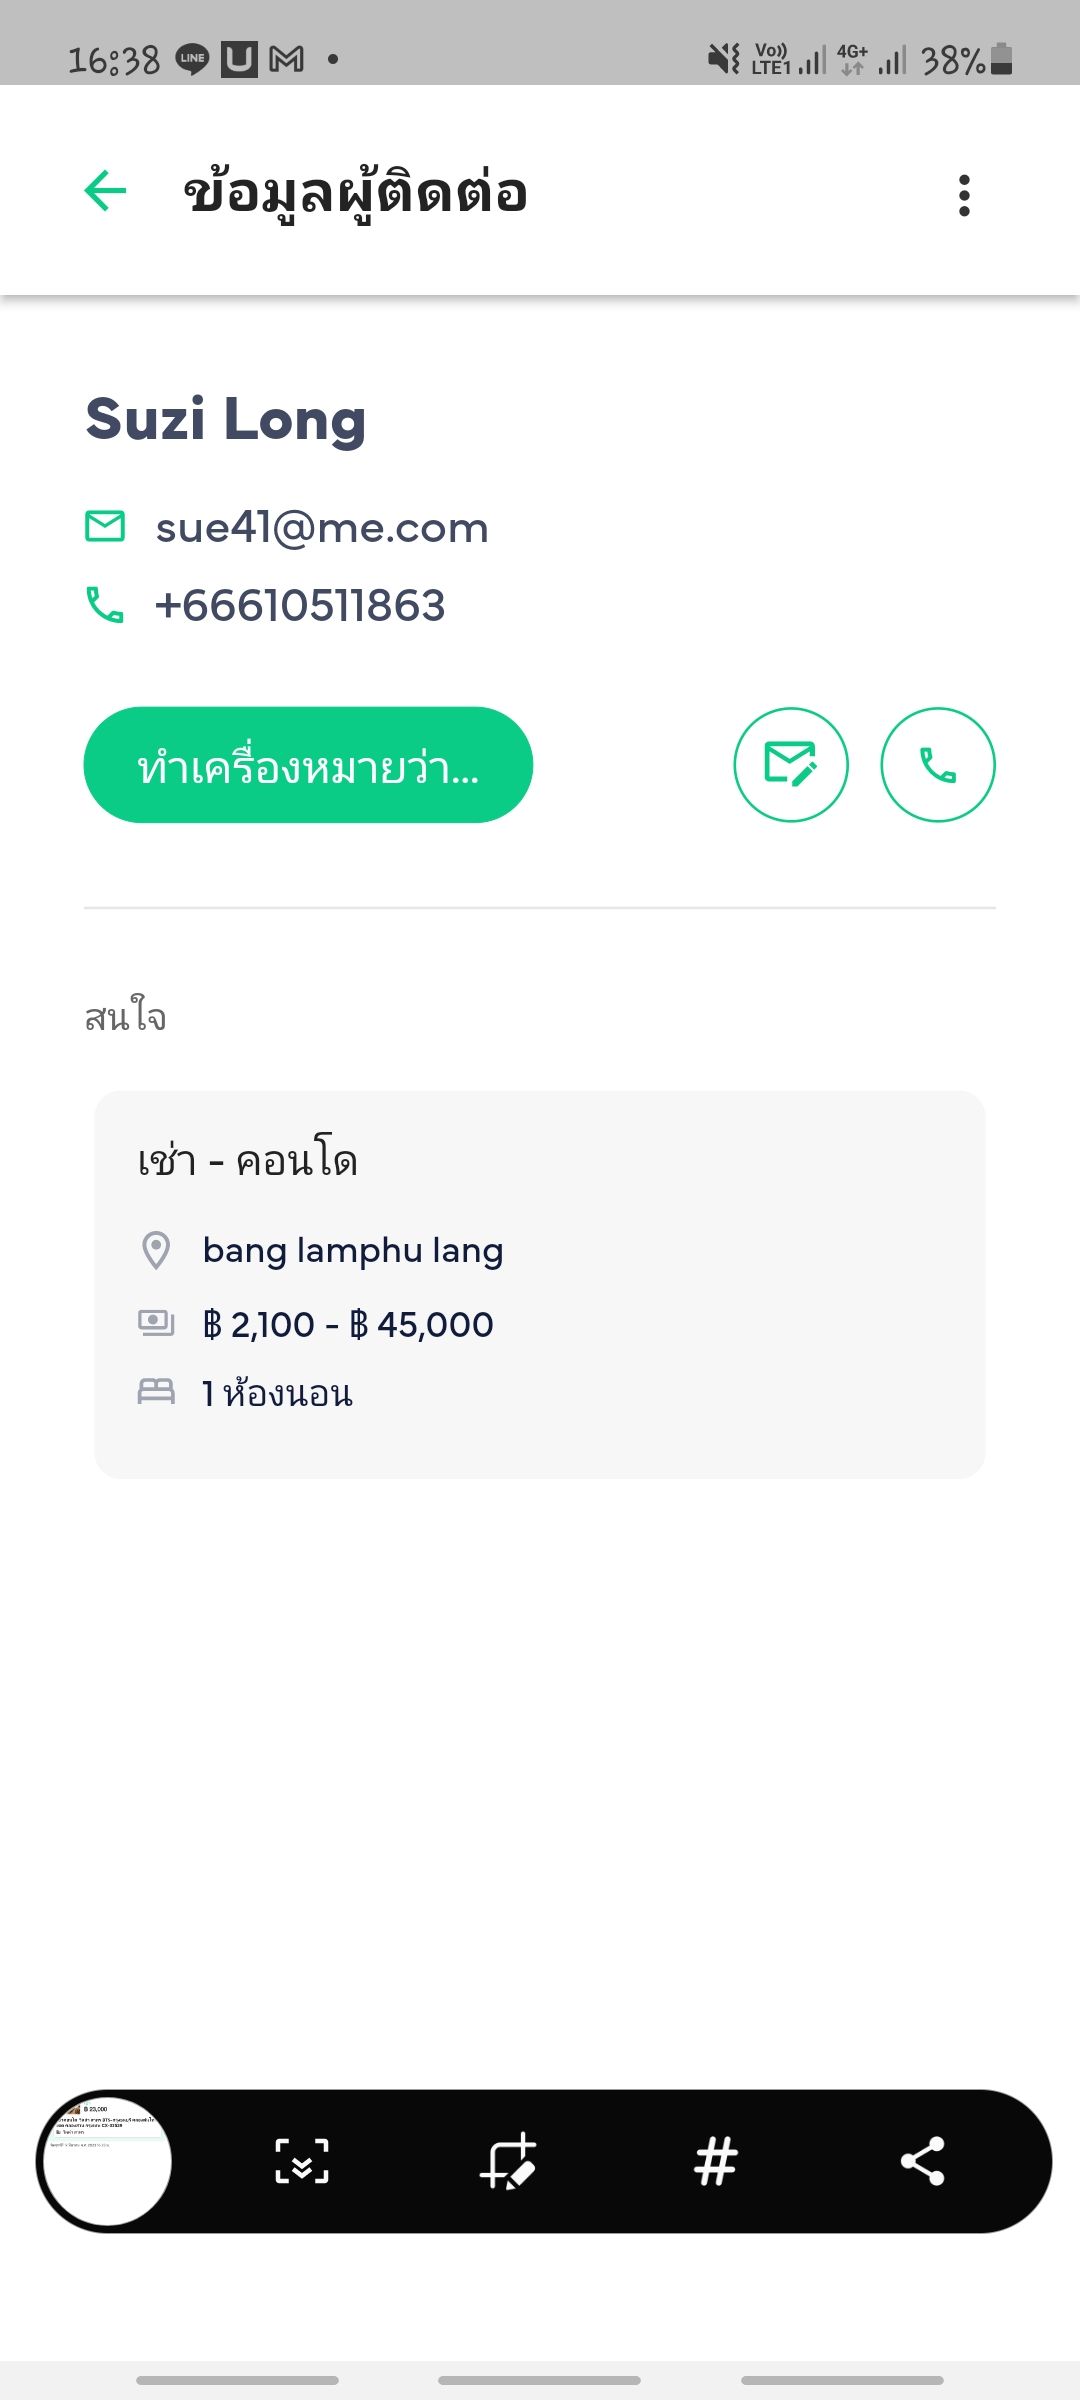 16:38 LINE U M Vo)) LTE1 4G+ 38%
ข้อมูลผู้ติดต่อ
Suzi Long
sue41@me.com
+66610511863
ทำเครื่องหมายว่า...
สนใจ
เช่า - คอนโด
bang lamphu lang
฿ 2,100 - ฿ 45,000
1 ห้องนอน
฿ 23,000
#